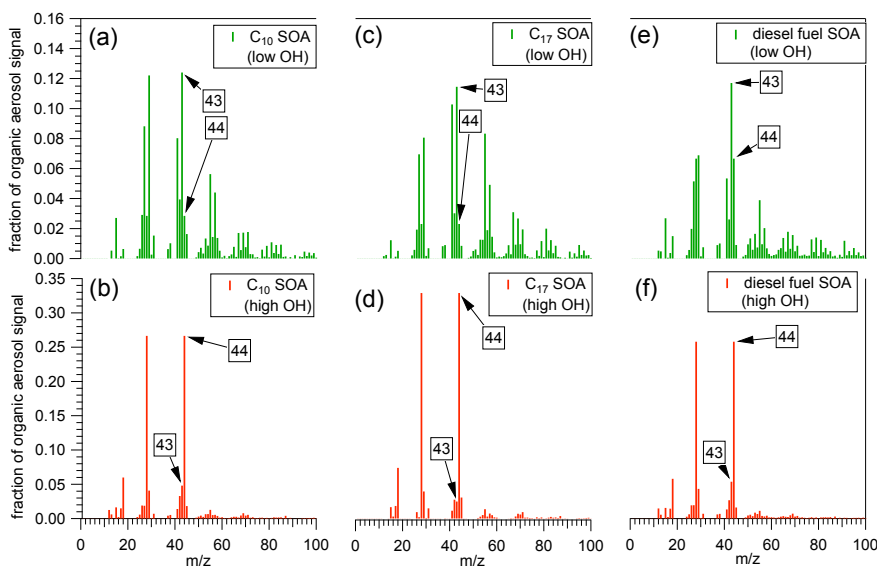 0.16
0.14
0.12
0.10
0.08
0.06
0.04
0.02
0.00
fraction of organic aerosol signal
(a)
C10 SOA
(low OH)
43
44
(c)
C17 SOA
(low OH)
43
44
(e)
diesel fuel SOA
(low OH)
43
44
0.35
0.30
0.25
0.20
0.15
0.10
0.05
0.00
fraction of organic aerosol signal
(b)
C10 SOA
(high OH)
44
43
0 20 40 60 80 100
m/z
(d)
C17 SOA
(high OH)
44
43
0 20 40 60 80 100
m/z
(f)
diesel fuel SOA
(high OH)
44
43
0 20 40 60 80 100
m/z